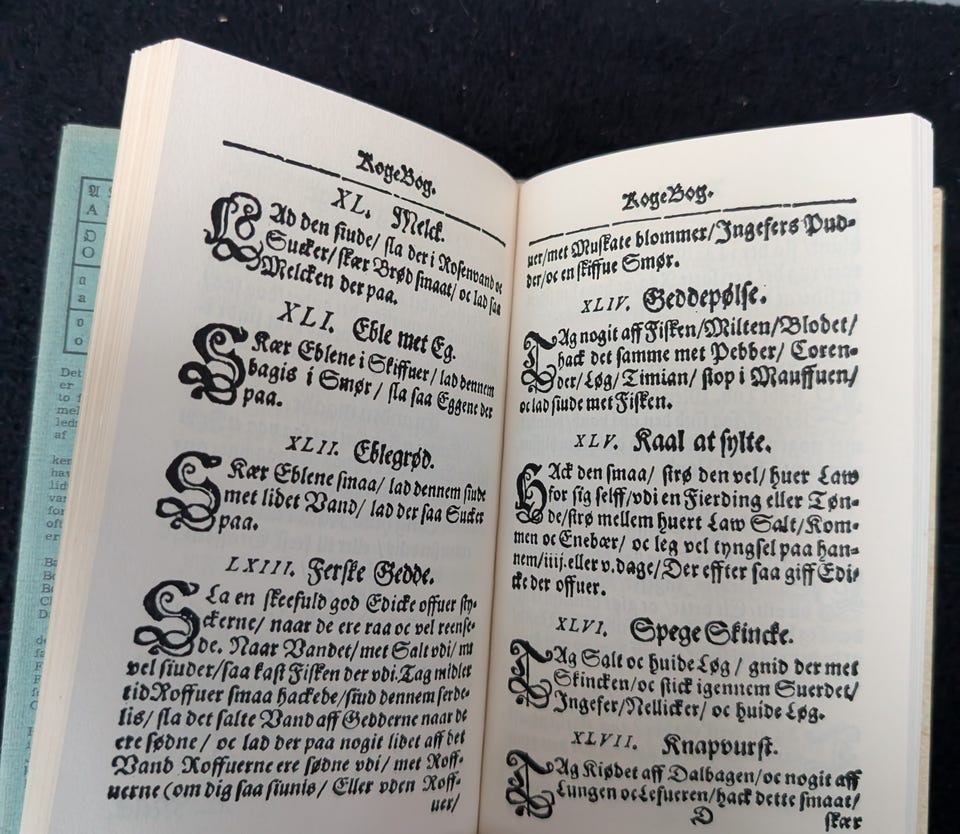 KogeBog.
XL. Melck.
LAd den siude/ sla der i Rosenvand oc
Sucker/ skær Brød smaat/ oc lad saa
Melcken der paa.
XLI. Eble met Eg.
SKær Eblene i Skiffuer/ lad dennem
bagis i Smør/ sla saa Eggene der
paa.
XLII. Eblegrød.
SKær Eblene smaa/ lad dennem siude
met lidet Vand/ lad der saa Sucker
paa.
LXIII. Ferske Gedde.
SLa en skeefuld god Edicke offuer sty-
ckerne/ naar de ere raa oc vel reense-
de. Naar Vandet/ met Salt vdi/
vel siuder/ saa kast Fisken der vdi. Tag midler
tid Roffuer smaa hackede/ siud dennem serde-
lis/ sla det salte Vand aff Gedderne naar de
ere sødne/ oc lad der paa nogit lidet aff det
Vand Roffuerne ere sødne vdi/ met Roff-
uerne (om dig saa siunis/ Eller vden Roff-
uer/
KogeBog.
uer/met Muskate blommer/ Ingefers Pud-
der/oc en skiffue Smør.
XLIV. Geddepølse.
TAg nogit aff Fisken/Milten/Blodet/
hack det samme met Pebber/ Coren-
der/Løg/Timian/ stop i Mauffuen/
oc lad siude met Fisken.
XLV. Kaal at sylte.
HAck den smaa/ strø den vel/ huer Law
for sig selff/vdi en Fierding eller Tøn-
de/strø mellem huert Law Salt/Kom-
men oc Enebær/ oc leg vel tyngsel paa han-
nem/iiij.eller v.dage/Der effter saa giff Edi-
cke der offuer.
XLVI. Spege Skincke.
TAg Salt oc huide Løg / gnid der met
Skincken/oc stick igennem Suerdet/
Ingefer/Nellicker/ oc huide Løg.
XLVII. Knapvurst.
TAg Kiødet aff Dalbagen/oc nogit aff
Lungen oc Lefueren/hack dette smaat/
D skær
Det
er
mel
af